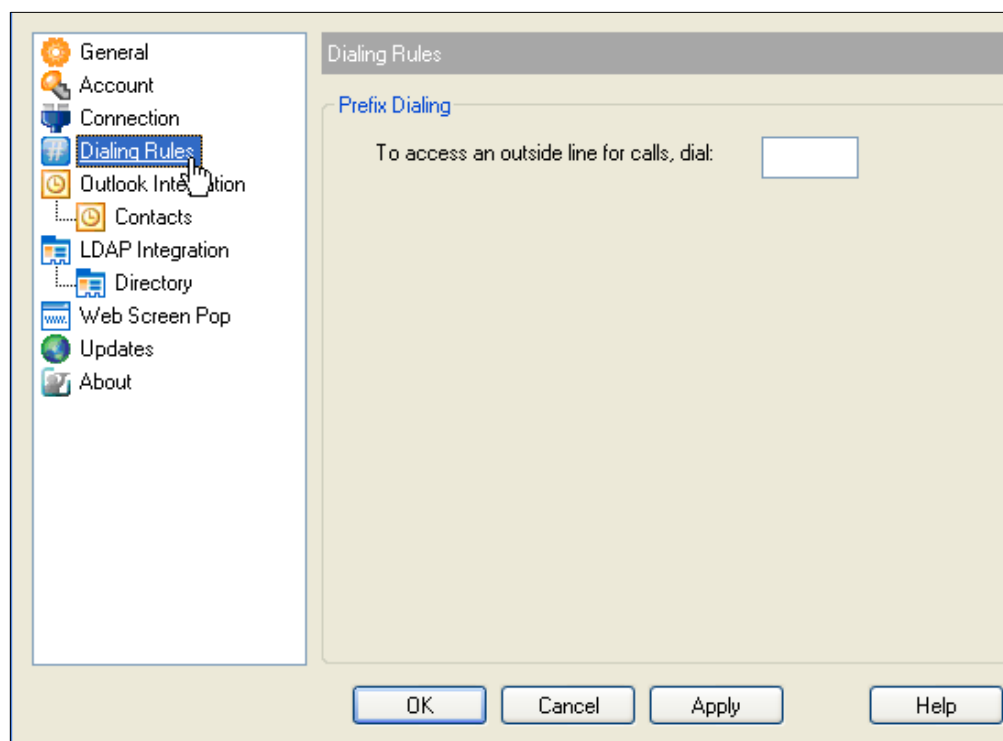 General
Account
Connection
Dialing Rules
Outlook Integration
Contacts
LDAP Integration
Directory
www.
Web Screen Pop
Updates
About
Dialing Rules
Prefix Dialing
To access an outside line for calls, dial:
OK
Cancel
Apply
Help